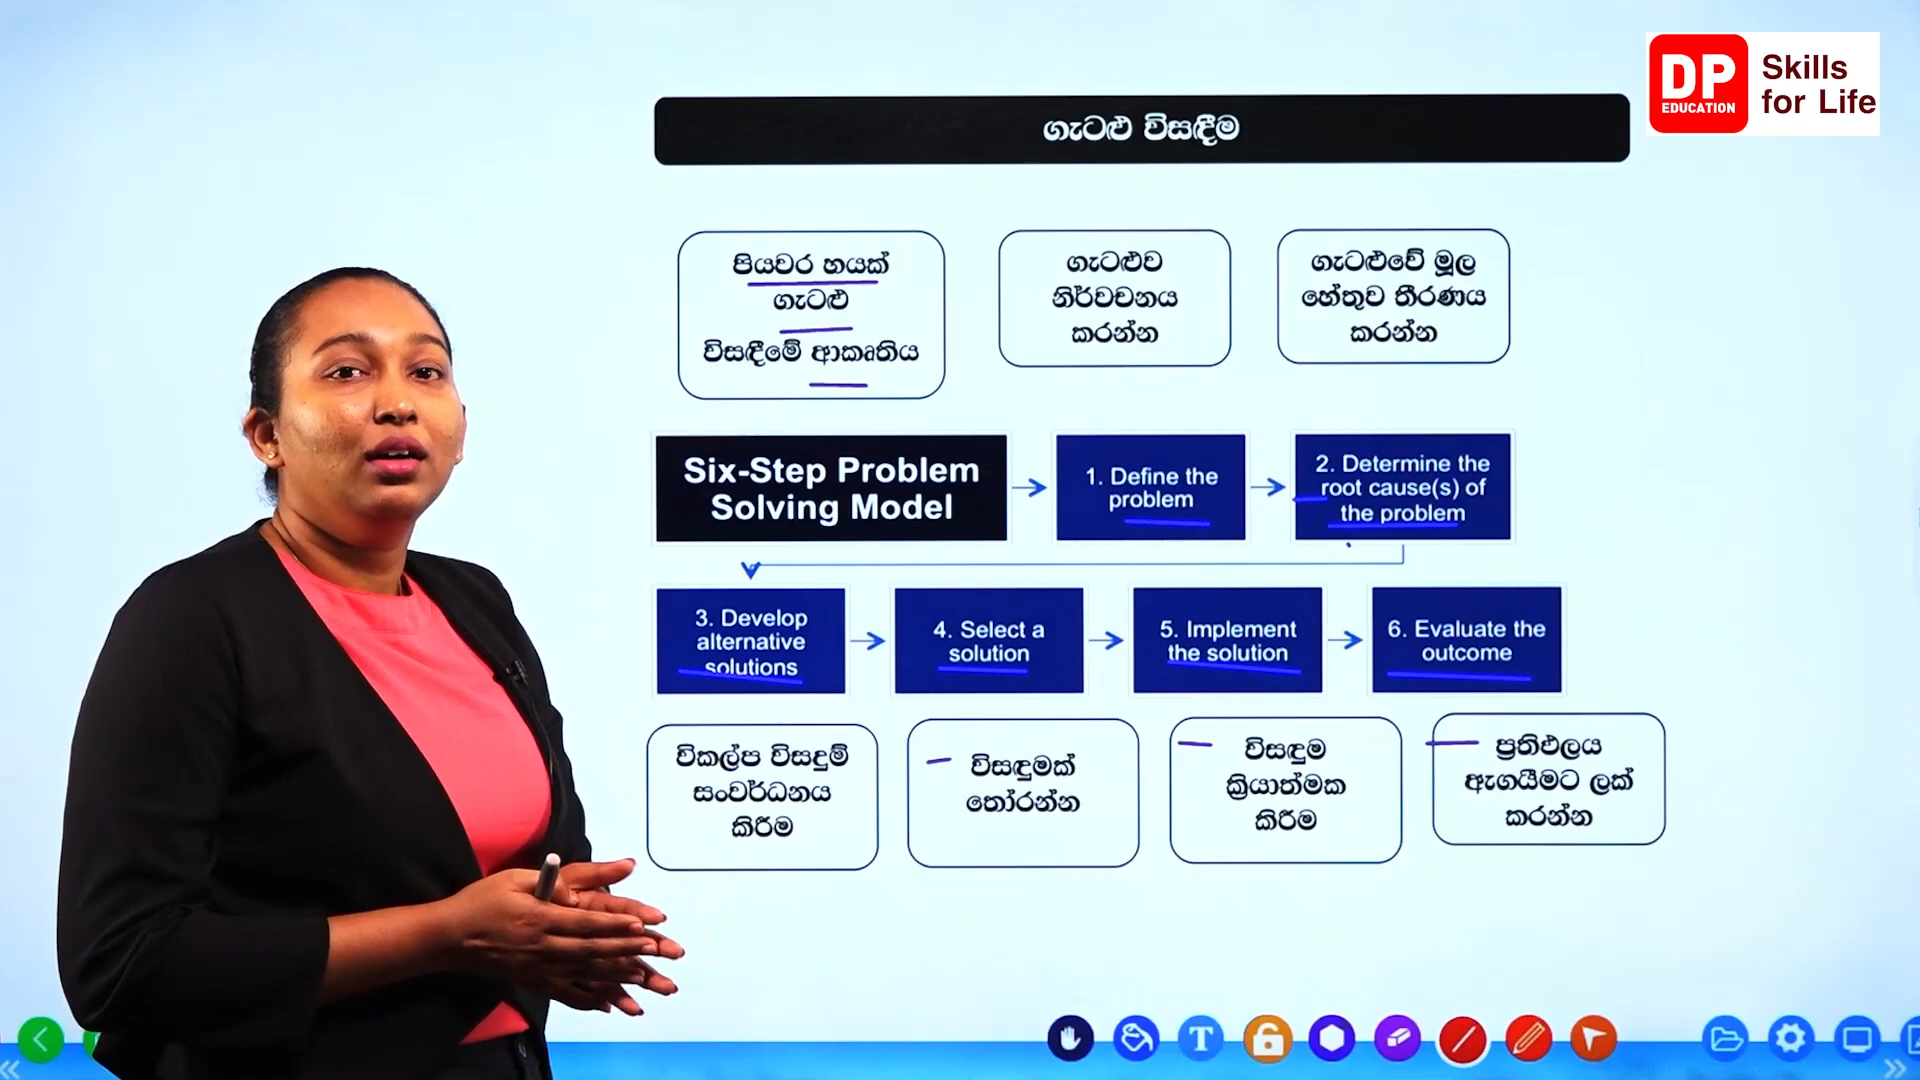 DP
EDUCATION
Skills
for Life
ගැටළු විසඳීම
පියවර හයක්
ගැටළු
විසඳීමේ ආකෘතිය
ගැටළුව
නිර්වචනය
කරන්න
ගැටළුවේ මූල
හේතුව තීරණය
කරන්න
Six-Step Problem
Solving Model
1. Define the
problem
2. Determine the
root cause(s) of
the problem
3. Develop
alternative
solutions
4. Select a
solution
5. Implement
the solution
6. Evaluate the
outcome
විකල්ප විසදුම්
සංවර්ධනය
කිරීම
විසඳුමක්
තෝරන්න
විසඳුම
ක්‍රියාත්මක
කිරීම
ප්‍රතිඵලය
ඇගයීමට ලක්
කරන්න